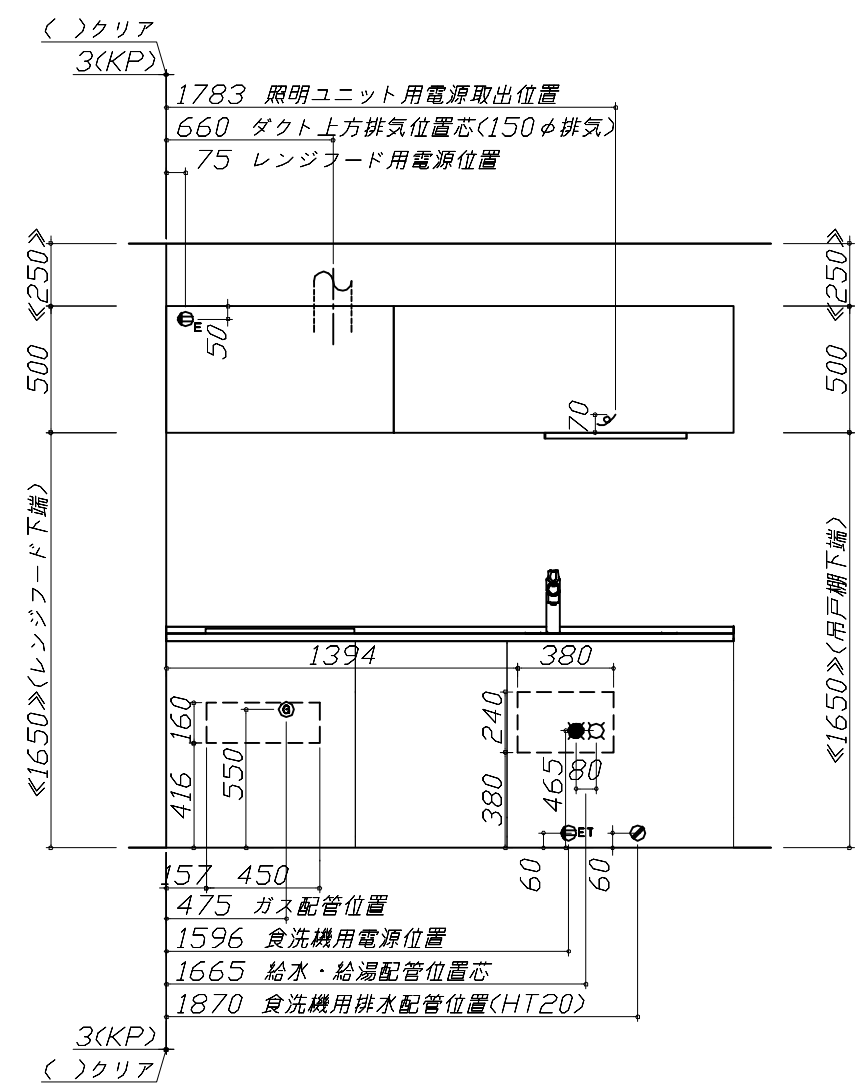 ( )クリア
3(KP)
1783 照明ユニット用電源取出位置
660 ダクト上方排気位置芯(150φ排気)
75 レンジフード用電源位置
≪250≫
≪250≫
E
50
500
500
70
≪1650≫(レンジフード下端)
≪1650≫(吊戸棚下端)
1394
380
160
G
240
550
465
80
416
380
ET
60
60
157
450
475 ガス配管位置
1596 食洗機用電源位置
1665 給水・給湯配管位置芯
1870 食洗機用排水配管位置(HT20)
3(KP)
( )クリア